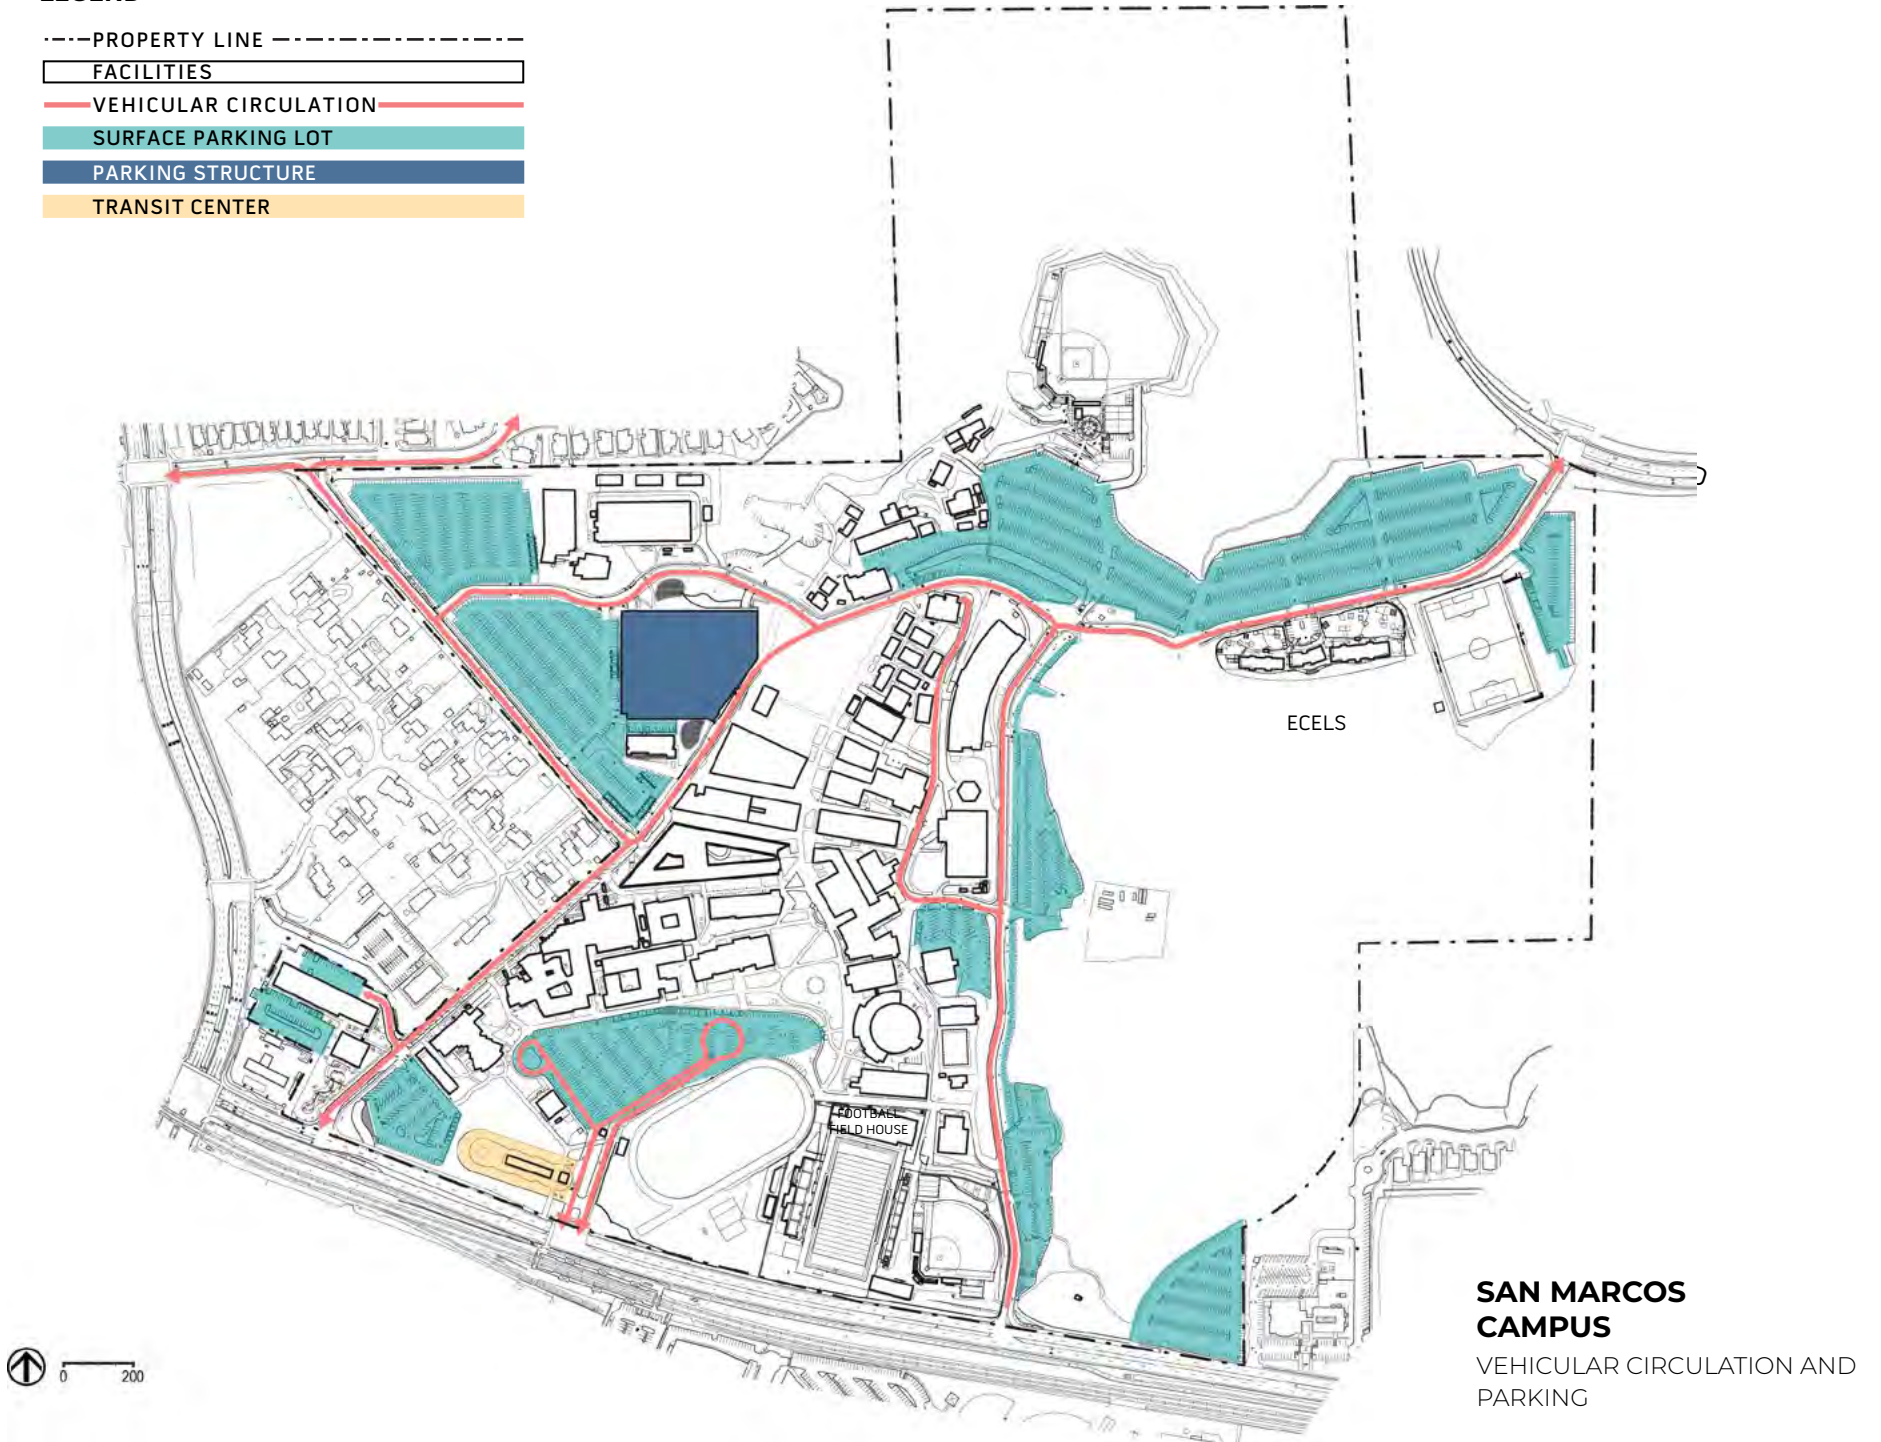 PROPERTY LINE
FACILITIES
VEHICULAR CIRCULATION
SURFACE PARKING LOT
PARKING STRUCTURE
TRANSIT CENTER
ECELS
FOOTBALL
FIELD HOUSE
0 200
SAN MARCOS
CAMPUS
VEHICULAR CIRCULATION AND
PARKING